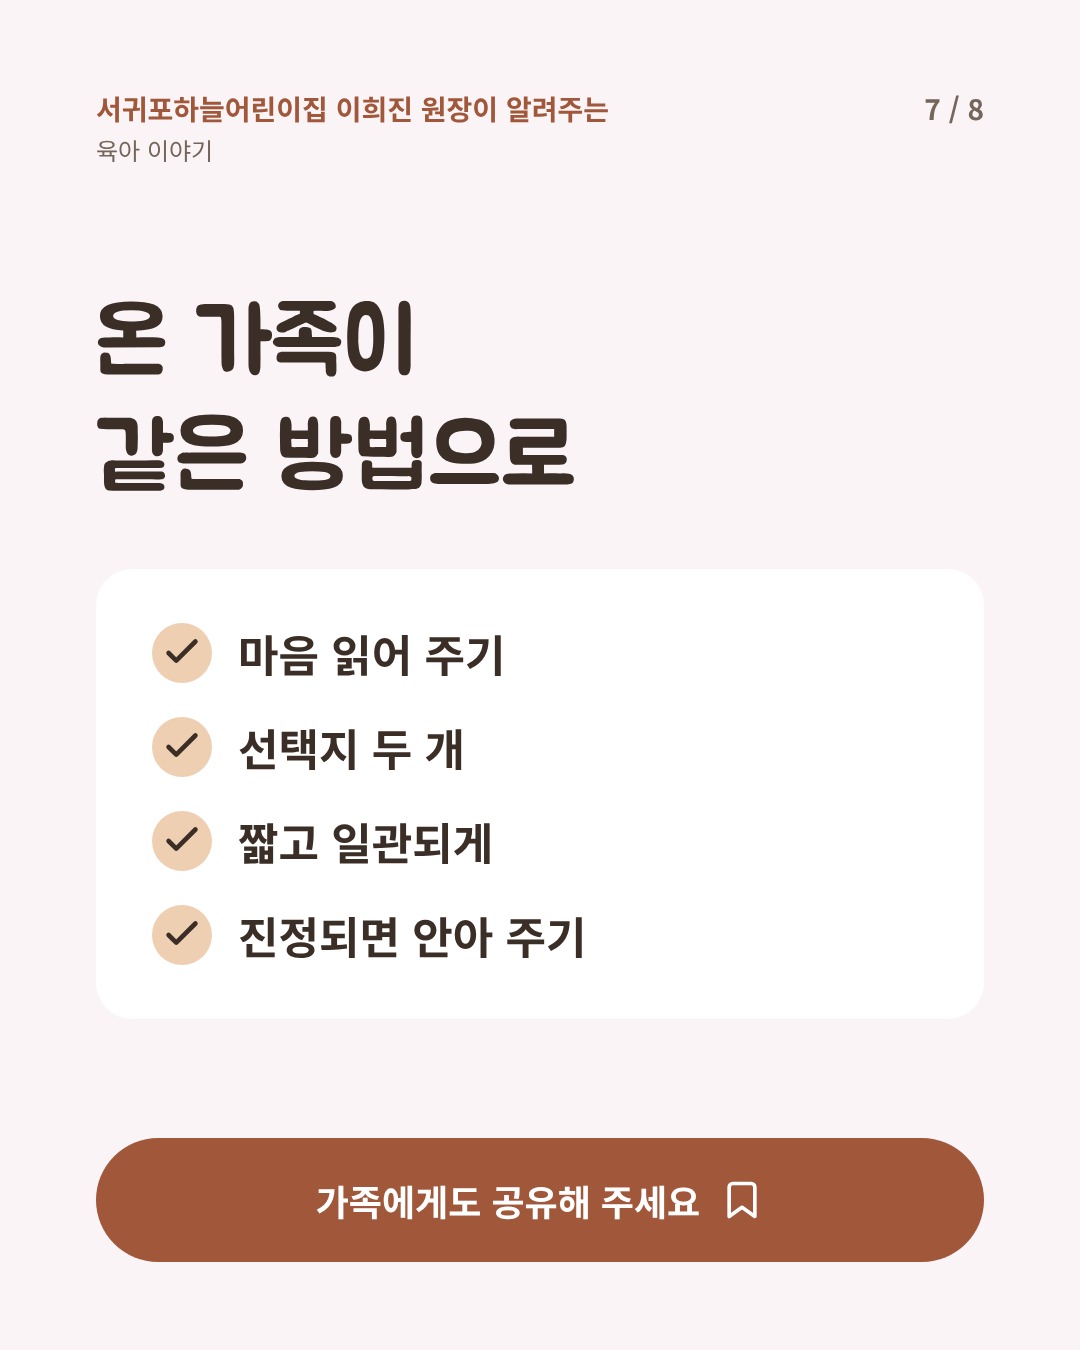 서귀포하늘어린이집 이희진 원장이 알려주는
7 / 8
육아 이야기
온 가족이
같은 방법으로
마음 읽어 주기
선택지 두 개
짧고 일관되게
진정되면 안아 주기
가족에게도 공유해 주세요